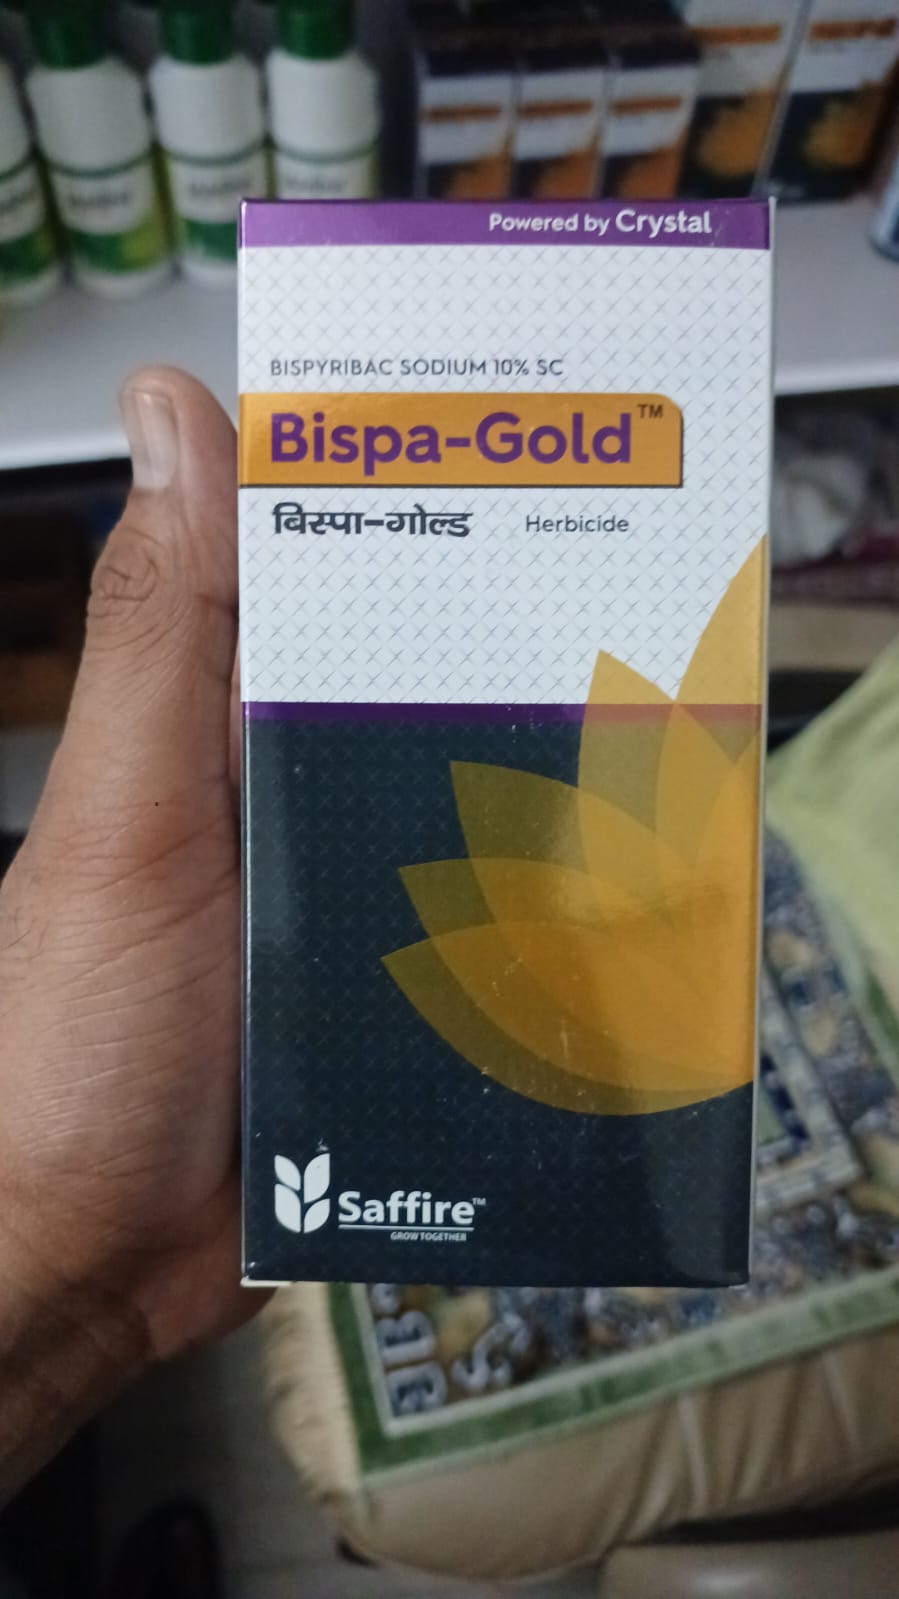 Powered by Crystal
BISPYRIBAC SODIUM 10% SC
Bispa-Gold™
बिस्पा-गोल्ड Herbicide
Saffire™
GROW TOGETHER